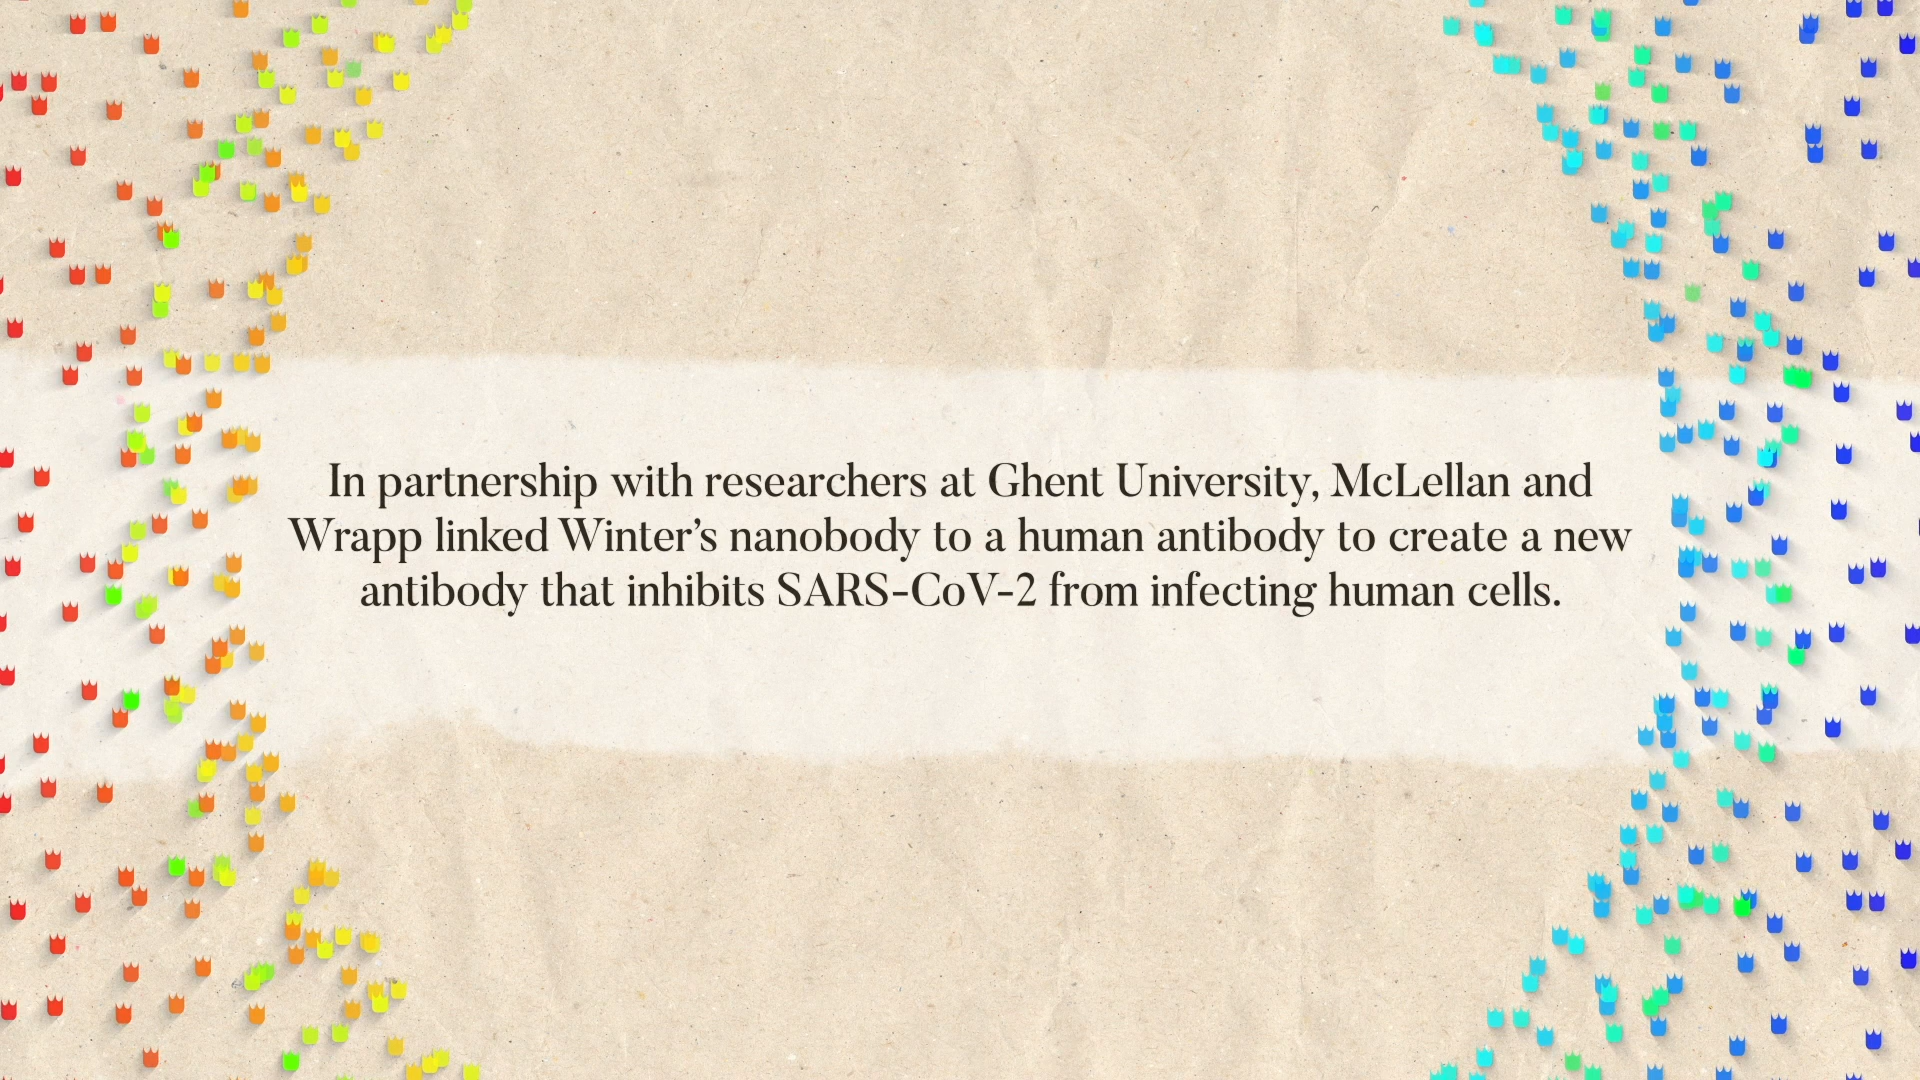 In partnership with researchers at Ghent University, McLellan and
Wrapp linked Winter’s nanobody to a human antibody to create a new
antibody that inhibits SARS-CoV-2 from infecting human cells.